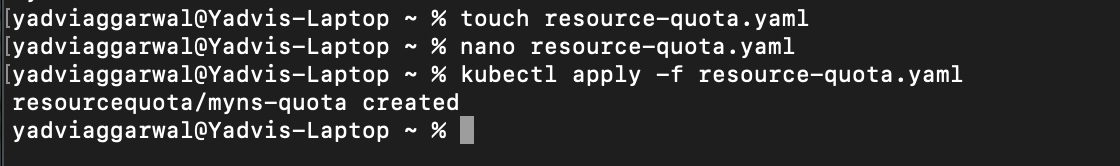 [yadviaggarwal@Yadvis-Laptop ~ % touch resource-quota.yaml
[yadviaggarwal@Yadvis-Laptop ~ % nano resource-quota.yaml
[yadviaggarwal@Yadvis-Laptop ~ % kubectl apply -f resource-quota.yaml
resourcequota/myns-quota created
yadviaggarwal@Yadvis-Laptop ~ %